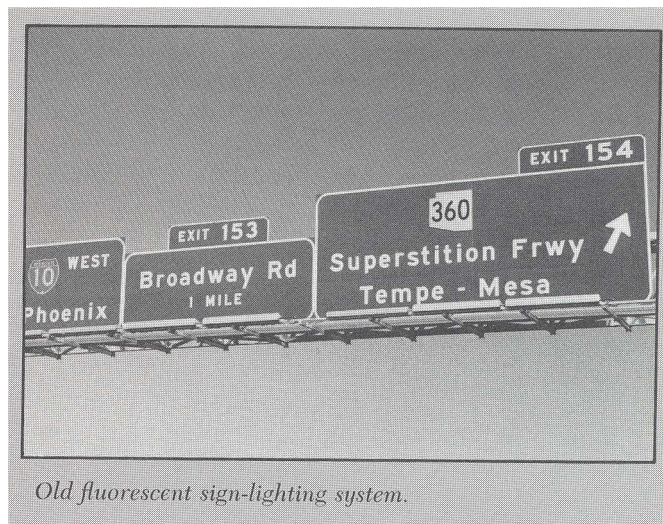 WEST
10
Phoenix
EXIT 153
Broadway Rd
1 MILE
EXIT 154
360
Superstition Frwy
Tempe - Mesa
Old fluorescent sign-lighting system.